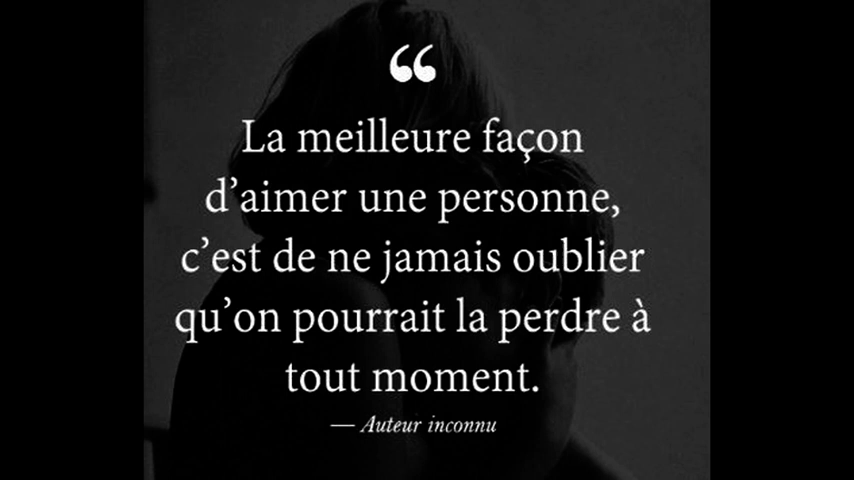 “
La meilleure façon
d’aimer une personne,
c’est de ne jamais oublier
qu’on pourrait la perdre à
tout moment.
— Auteur inconnu